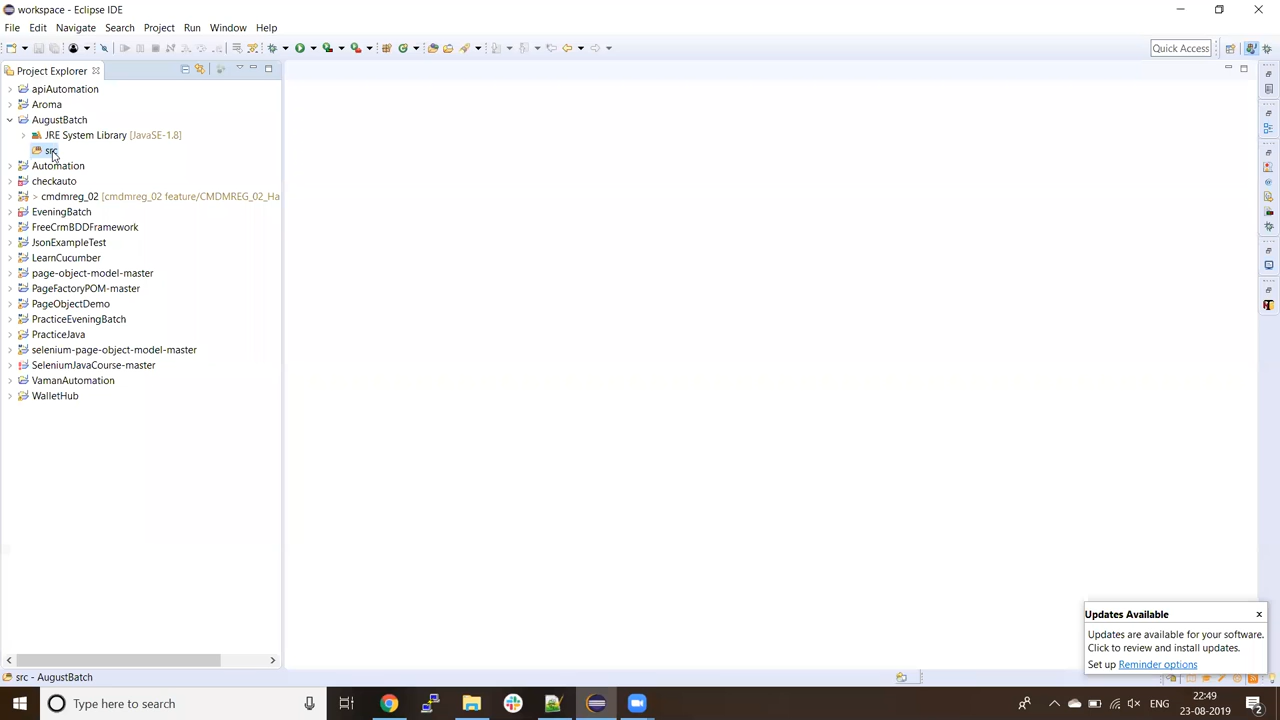 workspace - Eclipse IDE
File Edit Navigate Search Project Run Window Help
Quick Access
Project Explorer
apiAutomation
Aroma
AugustBatch
JRE System Library [JavaSE-1.8]
src
Automation
checkauto
> cmdmreg_02 [cmdmreg_02 feature/CMDMREG_02_Ha
EveningBatch
FreeCrmBDDFramework
JsonExampleTest
LearnCucumber
page-object-model-master
PageFactoryPOM-master
PageObjectDemo
PracticeEveningBatch
PracticeJava
selenium-page-object-model-master
SeleniumJavaCourse-master
VamanAutomation
WalletHub
Updates Available
Updates are available for your software.
Click to review and install updates.
Set up Reminder options
src - AugustBatch
Type here to search
ENG
22:49
23-08-2019
2